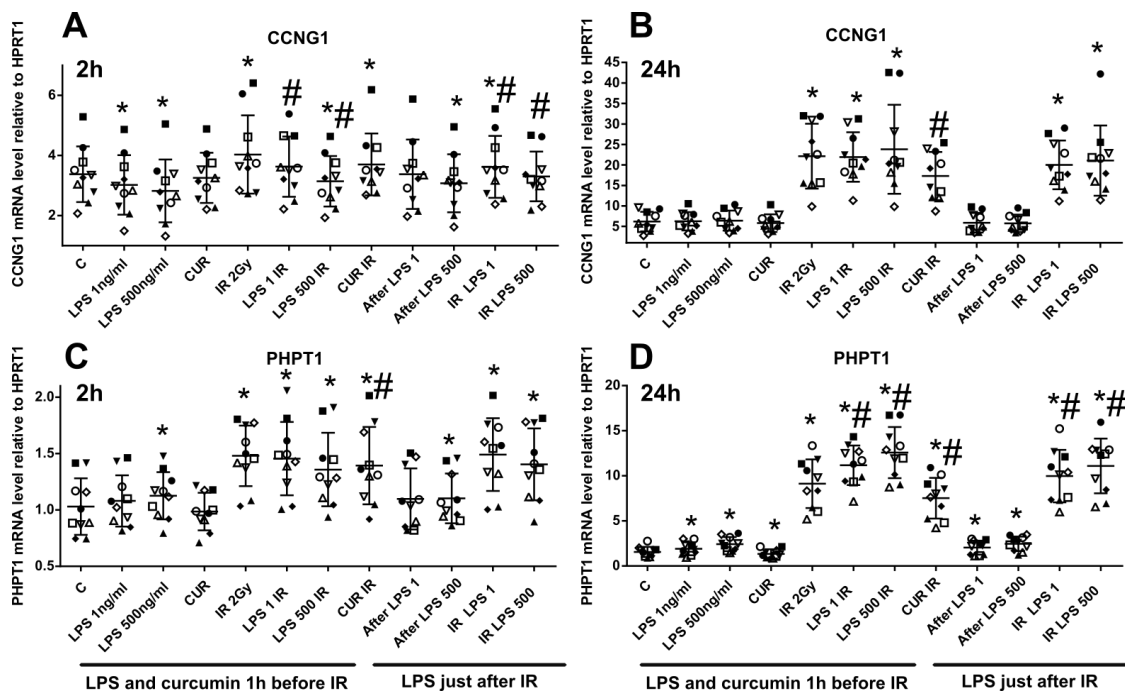 A
CCNG1
2h
CCNG1 mRNA level relative to HPRT1
6
4
2
0
* * * * # * # * * * # #
C
LPS 1ng/ml
LPS 500ng/ml
CUR
IR 2Gy
LPS 1 IR
LPS 500 IR
CUR IR
After LPS 1
After LPS 500
IR LPS 1
IR LPS 500
B
CCNG1
24h
CCNG1 mRNA level relative to HPRT1
45
40
35
30
25
20
15
10
5
0
* * * # * *
C
LPS 1ng/ml
LPS 500ng/ml
CUR
IR 2Gy
LPS 1 IR
LPS 500 IR
CUR IR
After LPS 1
After LPS 500
IR LPS 1
IR LPS 500
C
PHPT1
2h
PHPT1 mRNA level relative to HPRT1
2.0
1.5
1.0
0.5
* * * * * # * * *
C
LPS 1ng/ml
LPS 500ng/ml
CUR
IR 2Gy
LPS 1 IR
LPS 500 IR
CUR IR
After LPS 1
After LPS 500
IR LPS 1
IR LPS 500
LPS and curcumin 1h before IR
LPS just after IR
D
PHPT1
24h
PHPT1 mRNA level relative to HPRT1
20
15
10
5
0
* * * * * # * # * # * * * # * #
C
LPS 1ng/ml
LPS 500ng/ml
CUR
IR 2Gy
LPS 1 IR
LPS 500 IR
CUR IR
After LPS 1
After LPS 500
IR LPS 1
IR LPS 500
LPS and curcumin 1h before IR
LPS just after IR